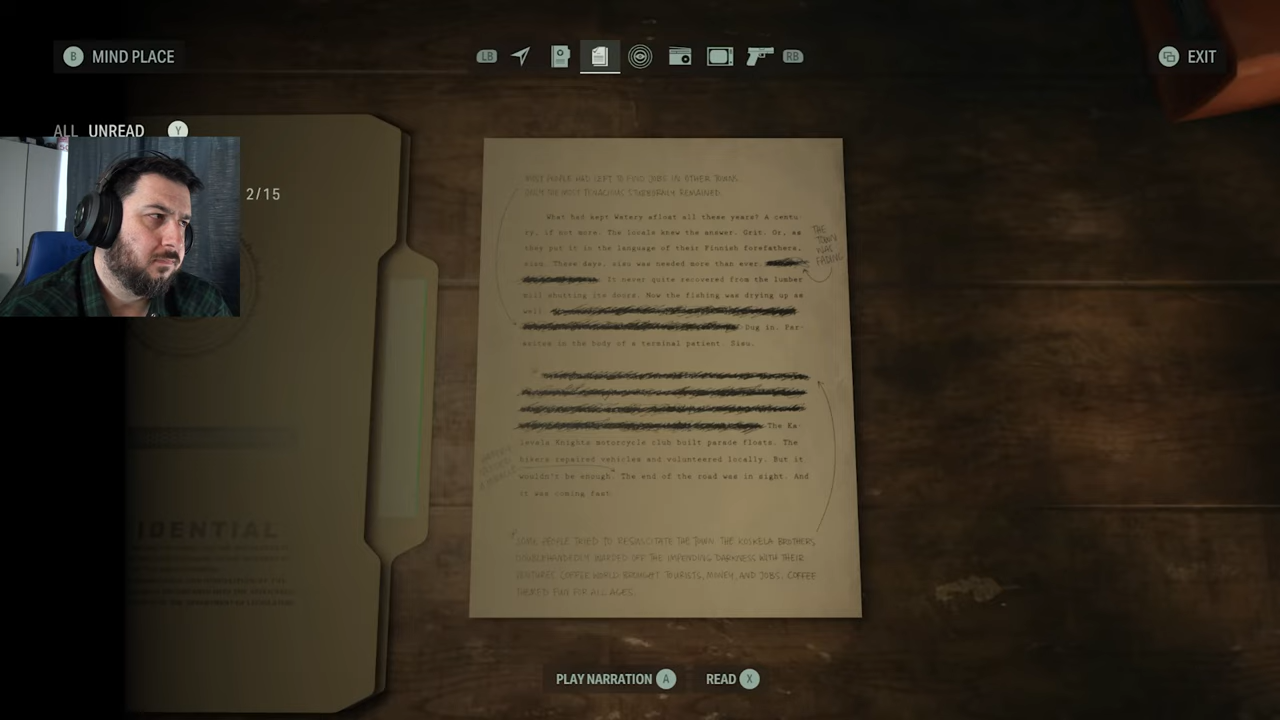 B MIND PLACE
LB
RB
EXIT
ALL UNREAD Y
2/15
MOST PEOPLE HAD LEFT TO FIND JOBS IN OTHER TOWNS.
ONLY THE MOST TENACIOUS STUBBORNLY REMAINED.
What had kept Watery afloat all these years? A centu-
ry, if not more. The locals knew the answer. Grit. Or, as
they put it in the language of their Finnish forefathers,
sisu. These days, sisu was needed more than ever.
THE
TOWN
WAS
FADING
It never quite recovered from the lumber
mill shutting its doors. Now the fishing was drying up as
well.
Dug in. Par-
asites in the body of a terminal patient. Sisu.
The Ka-
levala Knights motorcycle club built parade floats. The
bikers repaired vehicles and volunteered locally. But it
wouldn't be enough. The end of the road was in sight. And
it was coming fast.
SOME PEOPLE TRIED TO RESUSCITATE THE TOWN. THE KOSKELA BROTHERS,
SINGLEHANDEDLY WARDED OFF THE IMPENDING DARKNESS WITH THEIR
VENTURES. COFFEE WORLD BROUGHT TOURISTS, MONEY, AND JOBS. COFFEE
THEMED FUN FOR ALL AGES.
IDENTIAL
PLAY NARRATION A
READ X